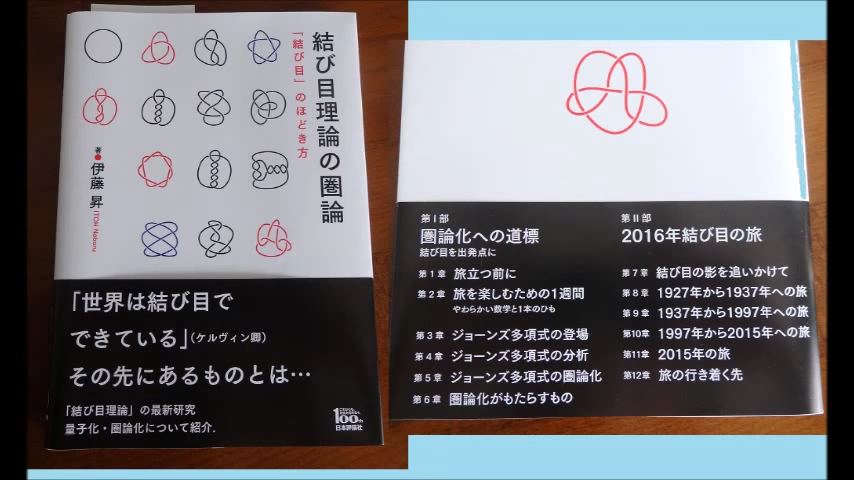 結び目理論の圏論
「結び目」のほどき方
著●伊藤 昇 ITOH Noboru
「世界は結び目で
できている」(ケルヴィン卿)
その先にあるものとは…
「結び目理論」の最新研究
量子化・圏論化について紹介.
100th
日本評論社
第Ⅰ部
圏論化への道標
結び目を出発点に
第1章 旅立つ前に
第2章 旅を楽しむための1週間
やわらかい数学と1本のひも
第3章 ジョーンズ多項式の登場
第4章 ジョーンズ多項式の分析
第5章 ジョーンズ多項式の圏論化
第6章 圏論化がもたらすもの
第Ⅱ部
2016年結び目の旅
第7章 結び目の影を追いかけて
第8章 1927年から1937年への旅
第9章 1937年から1997年への旅
第10章 1997年から2015年への旅
第11章 2015年の旅
第12章 旅の行き着く先